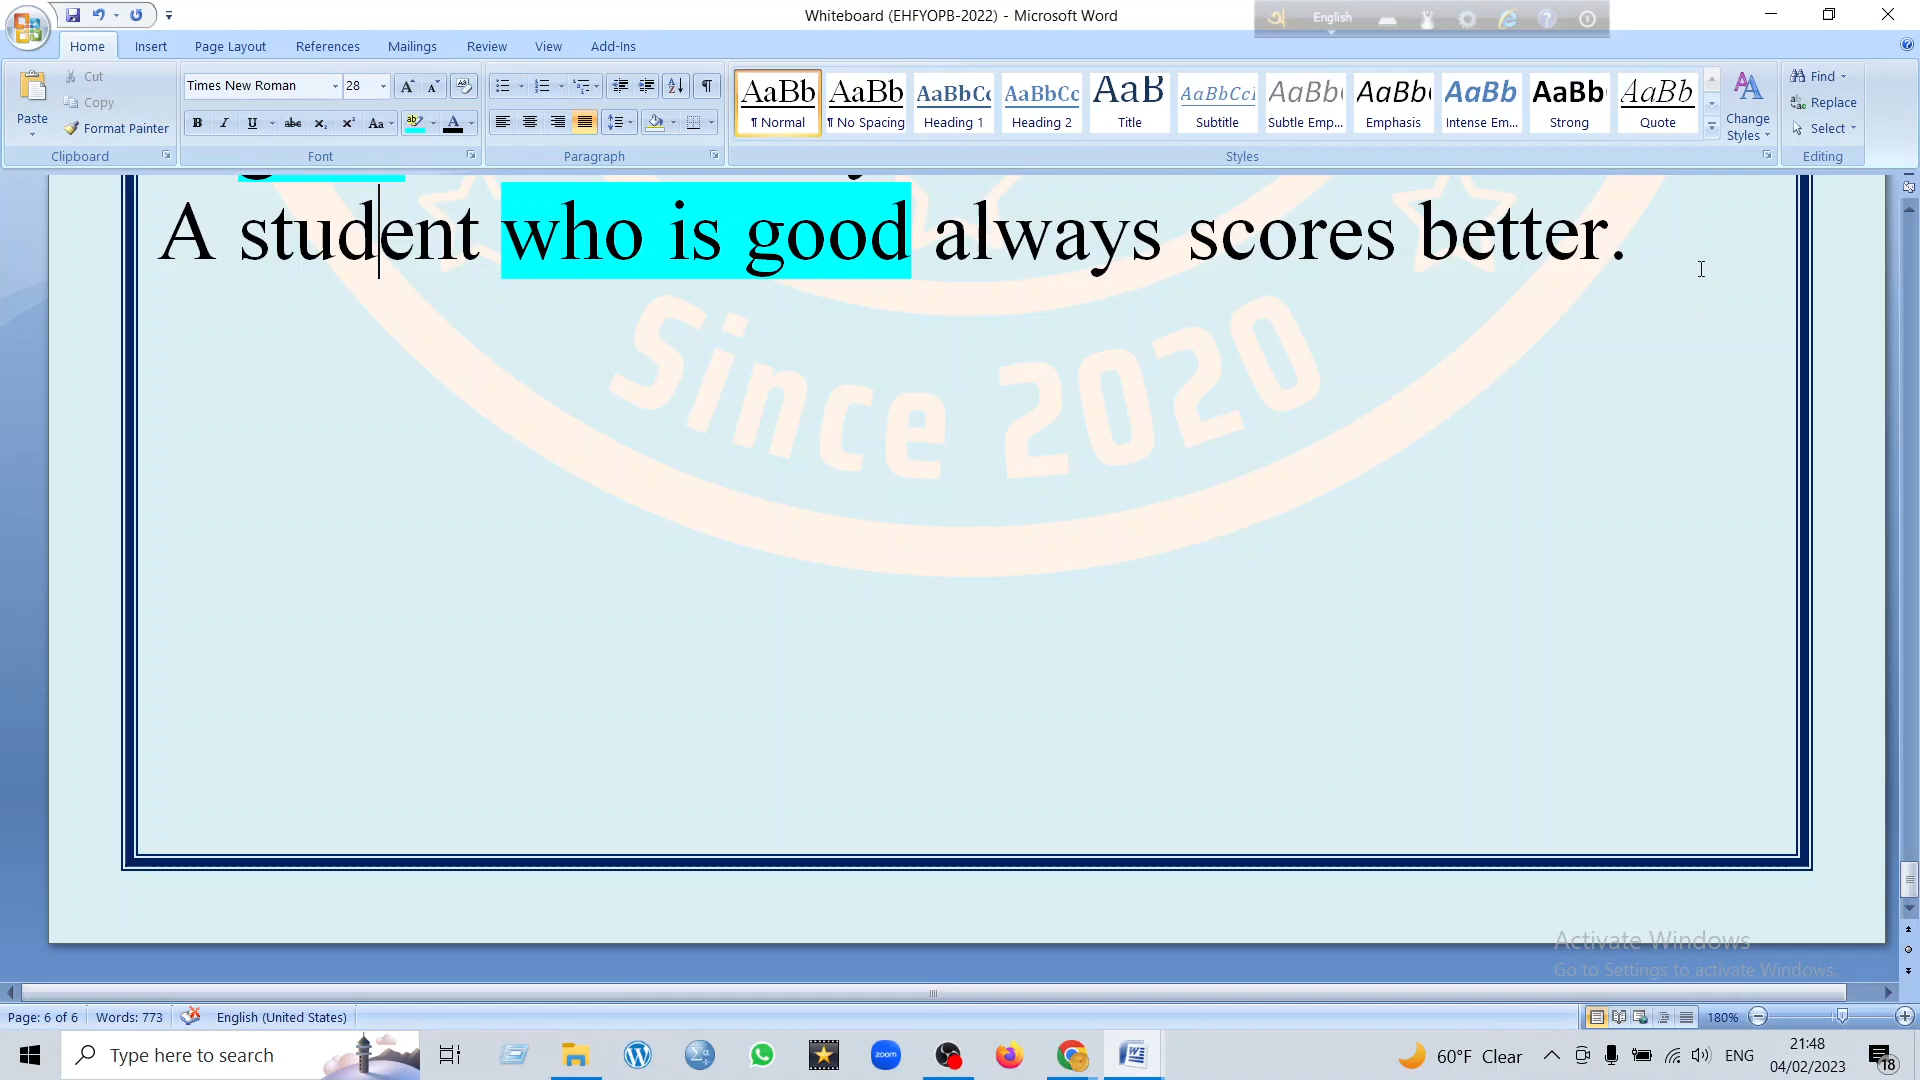 Whiteboard (EHFYOPB-2022) - Microsoft Word
English
Home Insert Page Layout References Mailings Review View Add-Ins
Paste
Cut
Copy
Format Painter
Clipboard
Times New Roman 28
Font
Paragraph
AaBb AaBb AaBbCc AaBbCc AaB AaBbCcI AaBb( AaBb( AaBb AaBb AaBb
¶ Normal ¶ No Spacing Heading 1 Heading 2 Title Subtitle Subtle Emp... Emphasis Intense Em... Strong Quote
Change
Styles
Styles
Find
Replace
Select
Editing
A student who is good always scores better.
Since 2020
Activate Windows
Go to Settings to activate Windows.
Page: 6 of 6 Words: 773 English (United States) 180%
Type here to search
zoom
60°F Clear
ENG
21:48
04/02/2023
18